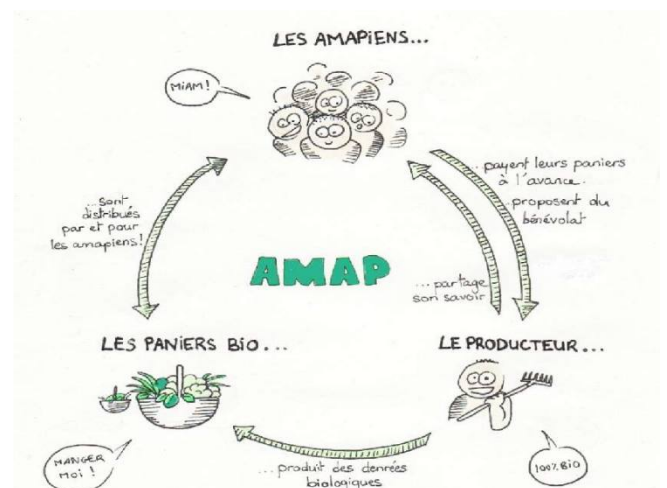 LES AMAPIENS...
MIAM !
...payent leurs paniers
à l'avance.
...proposent du
bénévolat
...sont
distribués
par et pour
les amapiens !
AMAP
...partage
son savoir
LES PANIERS BIO...
LE PRODUCTEUR...
MANGER
MOI !
...produit des denrées
biologiques
100% BIO